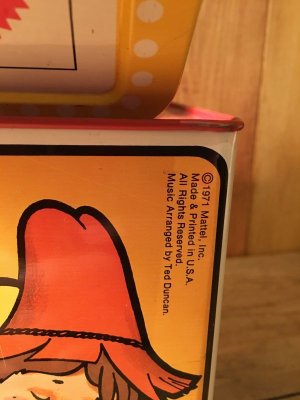 ©1971 Mattel, Inc.
Made & Printed in U.S.A.
All Rights Reserved.
Music Arranged by Ted Duncan.